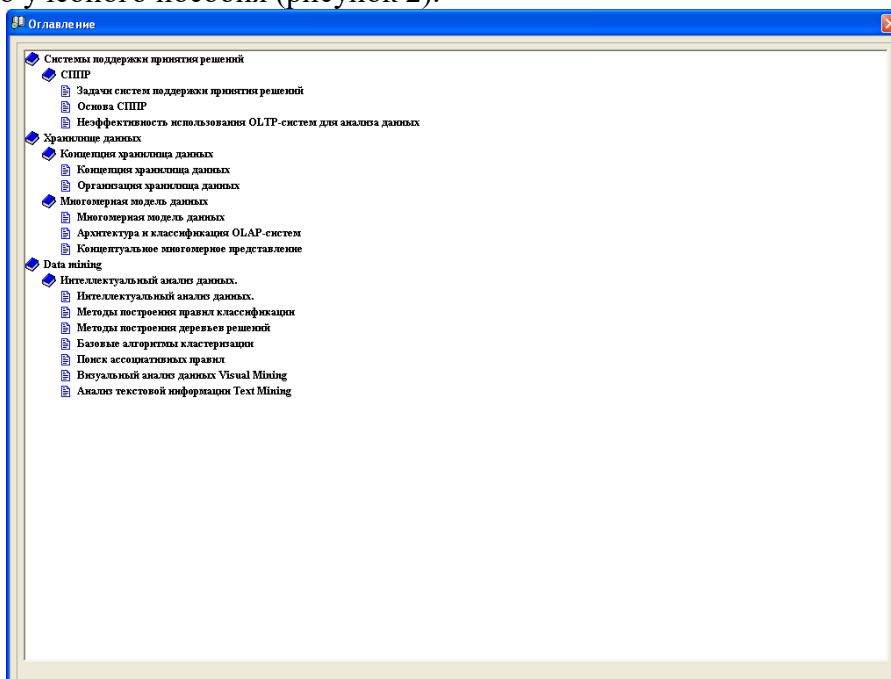 учебного пособия (рисунок 2).
Оглавление
Системы поддержки принятия решений
СППР
Задачи систем поддержки принятия решений
Основа СППР
Неэффективность использования OLTP-систем для анализа данных
Хранилище данных
Концепция хранилища данных
Концепция хранилища данных
Организация хранилища данных
Многомерная модель данных
Многомерная модель данных
Архитектура и классификация OLAP-систем
Концептуальное многомерное представление
Data mining
Интеллектуальный анализ данных.
Интеллектуальный анализ данных.
Методы построения правил классификации
Методы построения деревьев решений
Базовые алгоритмы кластеризации
Поиск ассоциативных правил
Визуальный анализ данных Visual Mining
Анализ текстовой информации Text Mining